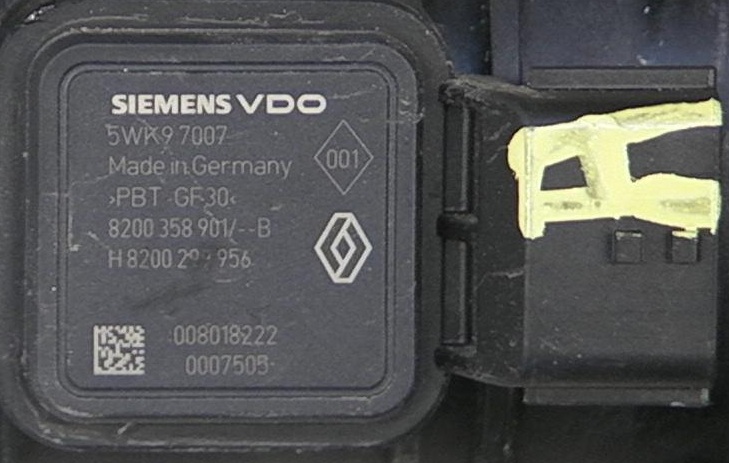 SIEMENS VDO
5WK9 7007
001
Made in Germany
>PBT GF30<
8200 358 901/--B
H 8200
956
008018222
0007505